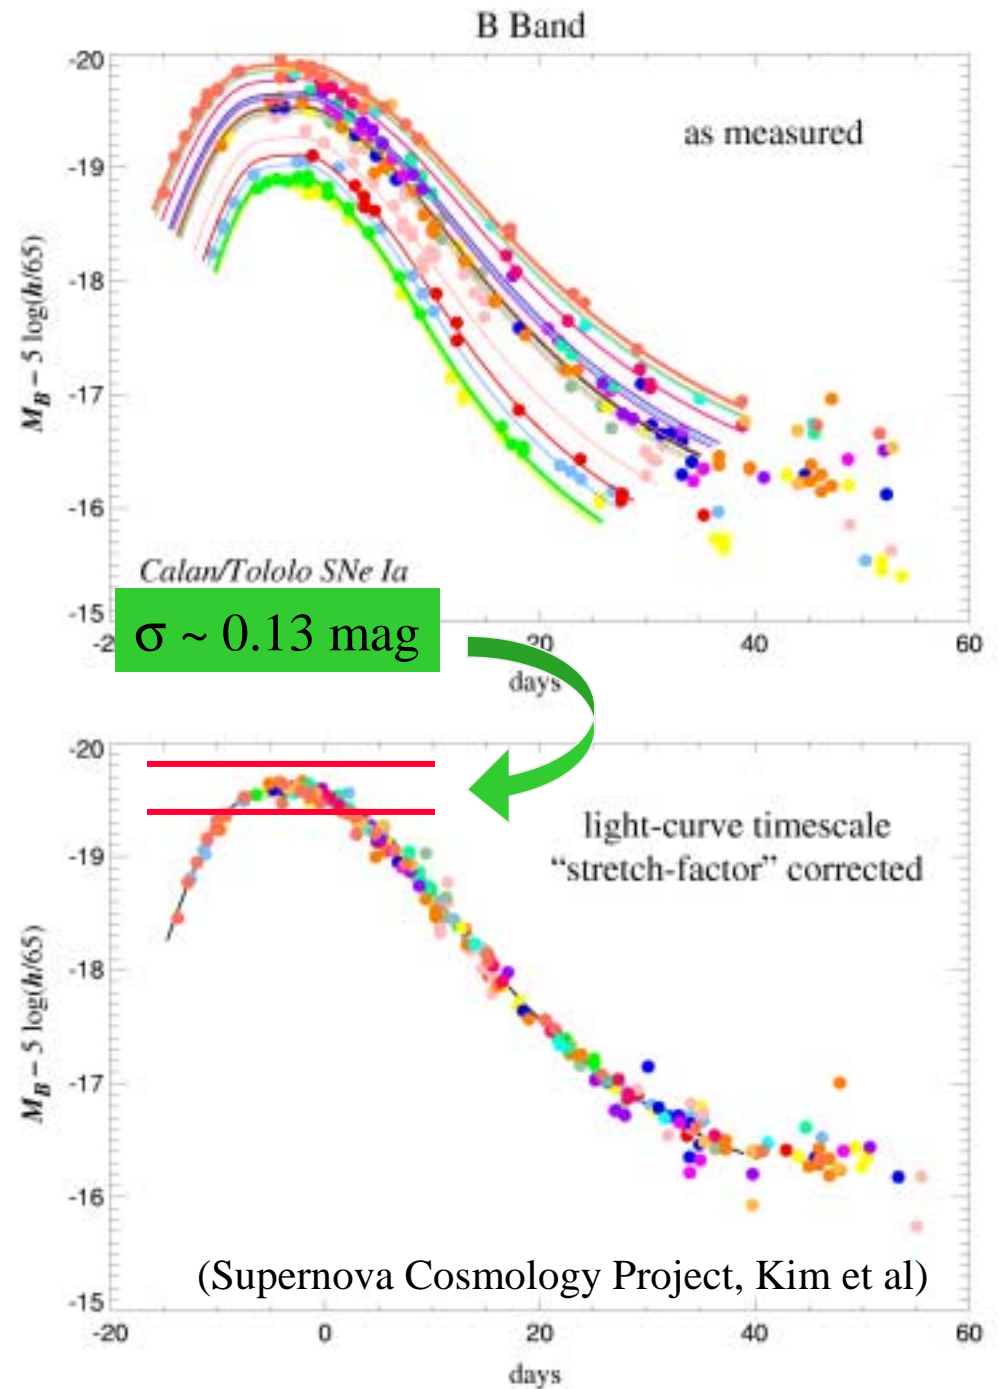 B Band
-20
as measured
-19
-18
M_B – 5 log(h/65)
-17
-16
Calan/Tololo SNe Ia
-15
σ ~ 0.13 mag
-2
20
40
60
days
-20
light-curve timescale
“stretch-factor” corrected
-19
-18
M_B – 5 log(h/65)
-17
-16
(Supernova Cosmology Project, Kim et al)
-15
-20
0
20
40
60
days